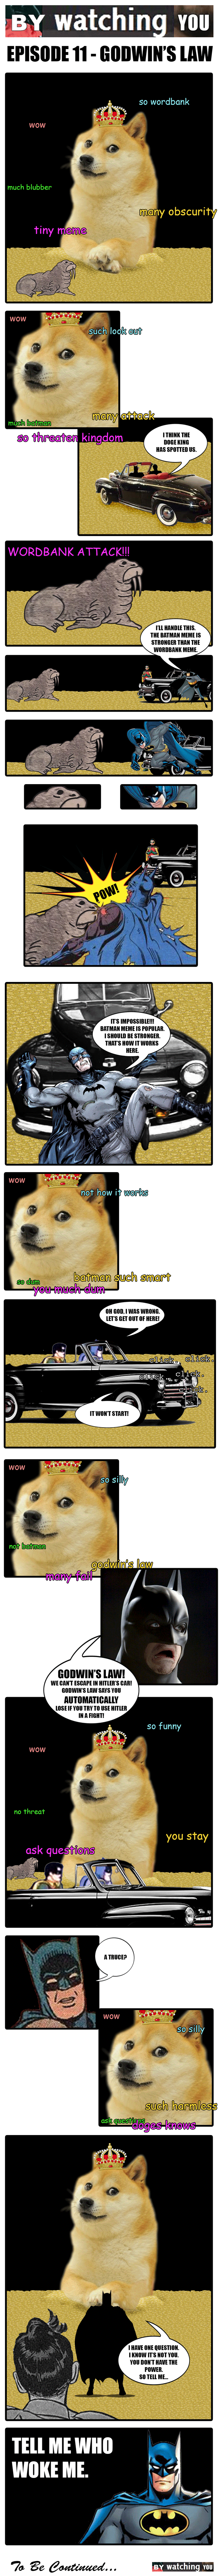 BY watching YOU
EPISODE 11 - GODWIN'S LAW
so wordbank
wow
much blubber
many obscurity
tiny meme
wow
such look out
many attack
much batman
so threaten kingdom
I THINK THE
DOGE KING
HAS SPOTTED US.
WORDBANK ATTACK!!!
I'LL HANDLE THIS.
THE BATMAN MEME IS
STRONGER THAN THE
WORDBANK MEME.
POW!
IT'S IMPOSSIBLE!!!
BATMAN MEME IS POPULAR.
I SHOULD BE STRONGER.
THAT'S HOW IT WORKS
HERE.
wow
not how it works
batman such smart
so dum
you much dum
OH GOD, I WAS WRONG.
LET'S GET OUT OF HERE!
click.
click.
click.
click.
click.
IT WON'T START!
wow
so silly
not batman
godwin's law
many fail
GODWIN'S LAW!
WE CAN'T ESCAPE IN HITLER'S CAR!
GODWIN'S LAW SAYS YOU
AUTOMATICALLY
LOSE IF YOU TRY TO USE HITLER
IN A FIGHT!
so funny
wow
no threat
you stay
ask questions
A TRUCE?
wow
so silly
such harmless
ask questions
doges knows
I HAVE ONE QUESTION.
I KNOW IT'S NOT YOU.
YOU DON'T HAVE THE
POWER.
SO TELL ME...
TELL ME WHO
WOKE ME.
To Be Continued...
BY watching YOU